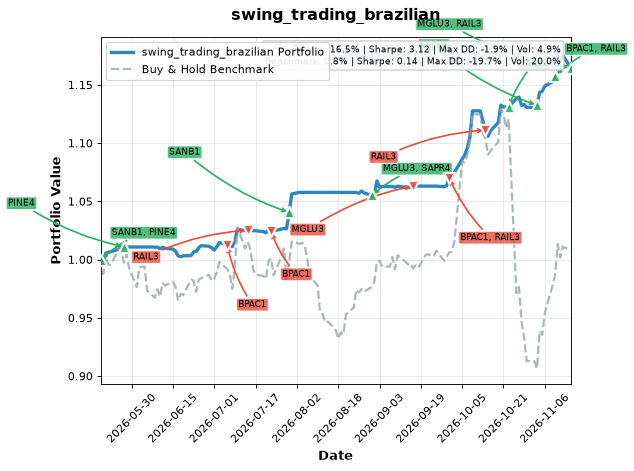 swing_trading_brazilian
MGLU3, RAIL3
BPAC1, RAIL3
swing_trading_brazilian Portfolio
Buy & Hold Benchmark
16.5% | Sharpe: 3.12 | Max DD: -1.9% | Vol: 4.9%
0.8% | Sharpe: 0.14 | Max DD: -19.7% | Vol: 20.0%
SANB1
RAIL3
MGLU3, SAPR4
PINE4
SANB1, PINE4
RAIL3
MGLU3
BPAC1, RAIL3
BPAC1
BPAC1
Portfolio Value
1.15
1.10
1.05
1.00
0.95
0.90
2026-05-30
2026-06-15
2026-07-01
2026-07-17
2026-08-02
2026-08-18
2026-09-03
2026-09-19
2026-10-05
2026-10-21
2026-11-06
Date